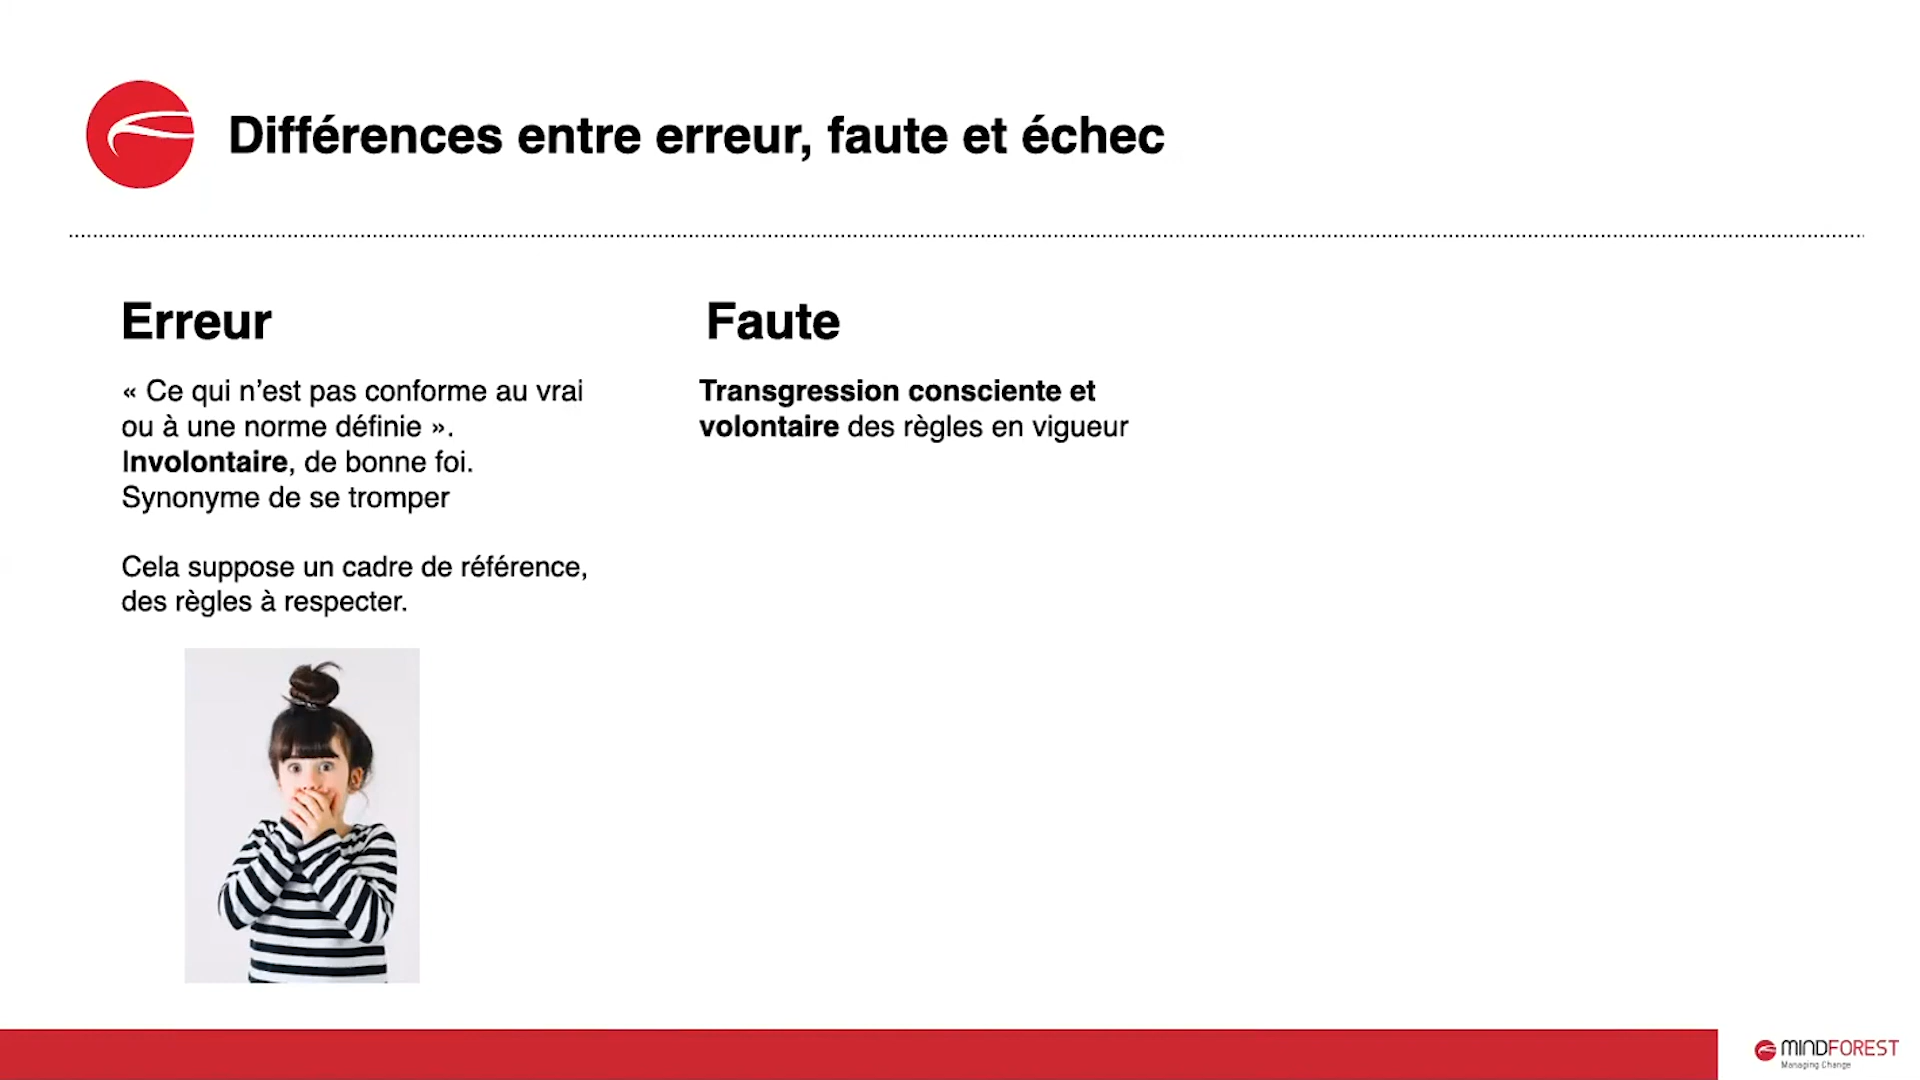 Différences entre erreur, faute et échec
Erreur
« Ce qui n’est pas conforme au vrai
ou à une norme définie ».
Involontaire, de bonne foi.
Synonyme de se tromper
Cela suppose un cadre de référence,
des règles à respecter.
Faute
Transgression consciente et
volontaire des règles en vigueur
MINDFOREST
Managing Change